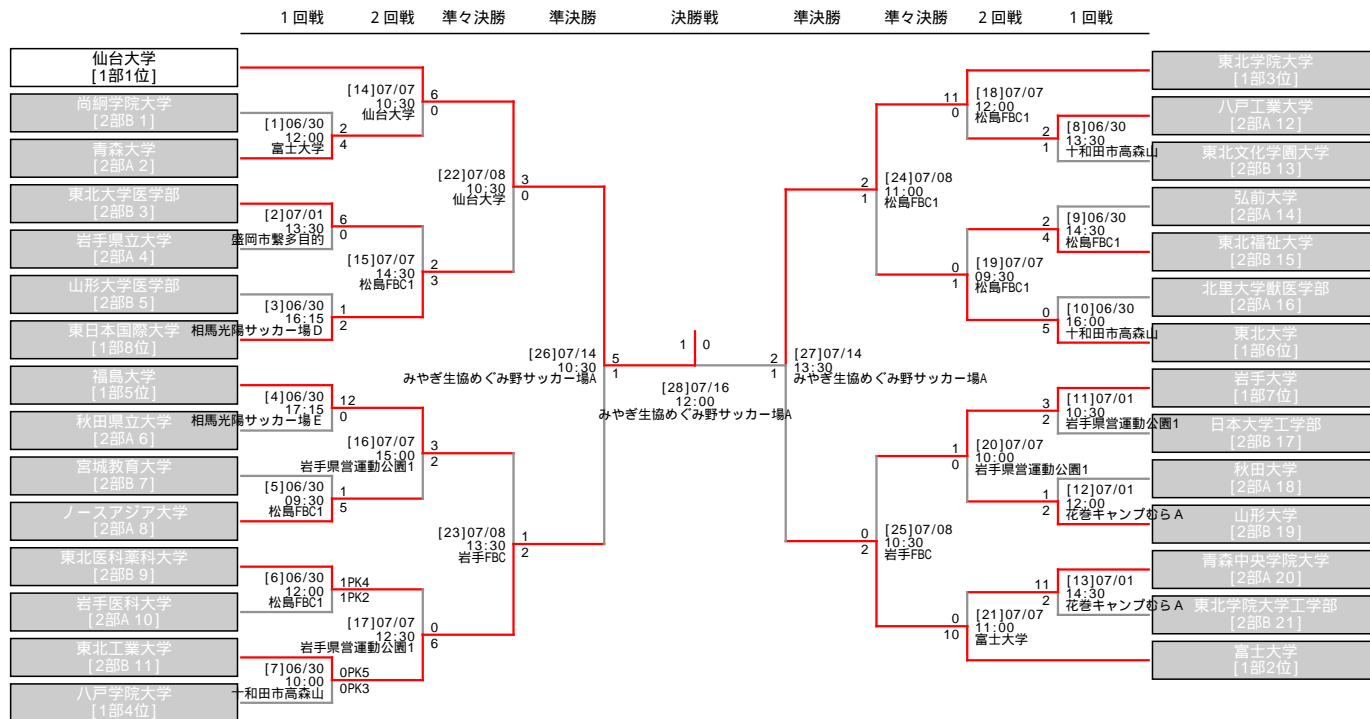 1回戦 2回戦 準々決勝 準決勝 決勝戦 準決勝 準々決勝 2回戦 1回戦
仙台大学
[1部1位]
尚絅学院大学
[2部B 1]
青森大学
[2部A 2]
東北大学医学部
[2部B 3]
岩手県立大学
[2部A 4]
山形大学医学部
[2部B 5]
東日本国際大学
[1部8位]
福島大学
[1部5位]
秋田県立大学
[2部A 6]
宮城教育大学
[2部B 7]
ノースアジア大学
[2部A 8]
東北医科薬科大学
[2部B 9]
岩手医科大学
[2部A 10]
東北工業大学
[2部B 11]
八戸学院大学
[1部4位]
[1]06/30
12:00
富士大学
2
4
[2]07/01
13:30
盛岡市繋多目的
6
0
[3]06/30
16:15
相馬光陽サッカー場D
1
2
[4]06/30
17:15
相馬光陽サッカー場E
12
0
[5]06/30
09:30
松島FBC1
1
5
[6]06/30
12:00
松島FBC1
1PK4
1PK2
[7]06/30
10:00
十和田市高森山
0PK5
0PK3
[14]07/07
10:30
仙台大学
6
0
[15]07/07
14:30
松島FBC1
2
3
[16]07/07
15:00
岩手県営運動公園1
3
2
[17]07/07
12:30
岩手県営運動公園1
0
6
[22]07/08
10:30
仙台大学
3
0
[23]07/08
13:30
岩手FBC
1
2
[26]07/14
10:30
みやぎ生協めぐみ野サッカー場A
5
1
1 0
[28]07/16
12:00
みやぎ生協めぐみ野サッカー場A
2
1
[27]07/14
13:30
みやぎ生協めぐみ野サッカー場A
2
1
[24]07/08
11:00
松島FBC1
0
2
[25]07/08
10:30
岩手FBC
11
0
[18]07/07
12:00
松島FBC1
0
1
[19]07/07
09:30
松島FBC1
1
0
[20]07/07
10:00
岩手県営運動公園1
0
10
[21]07/07
11:00
富士大学
2
1
[8]06/30
13:30
十和田市高森山
2
4
[9]06/30
14:30
松島FBC1
0
5
[10]06/30
16:00
十和田市高森山
3
2
[11]07/01
10:30
岩手県営運動公園1
1
2
[12]07/01
12:00
花巻キャンプむらA
11
2
[13]07/01
14:30
花巻キャンプむらA
東北学院大学
[1部3位]
八戸工業大学
[2部A 12]
東北文化学園大学
[2部B 13]
弘前大学
[2部A 14]
東北福祉大学
[2部B 15]
北里大学獣医学部
[2部A 16]
東北大学
[1部6位]
岩手大学
[1部7位]
日本大学工学部
[2部B 17]
秋田大学
[2部A 18]
山形大学
[2部B 19]
青森中央学院大学
[2部A 20]
東北学院大学工学部
[2部B 21]
富士大学
[1部2位]